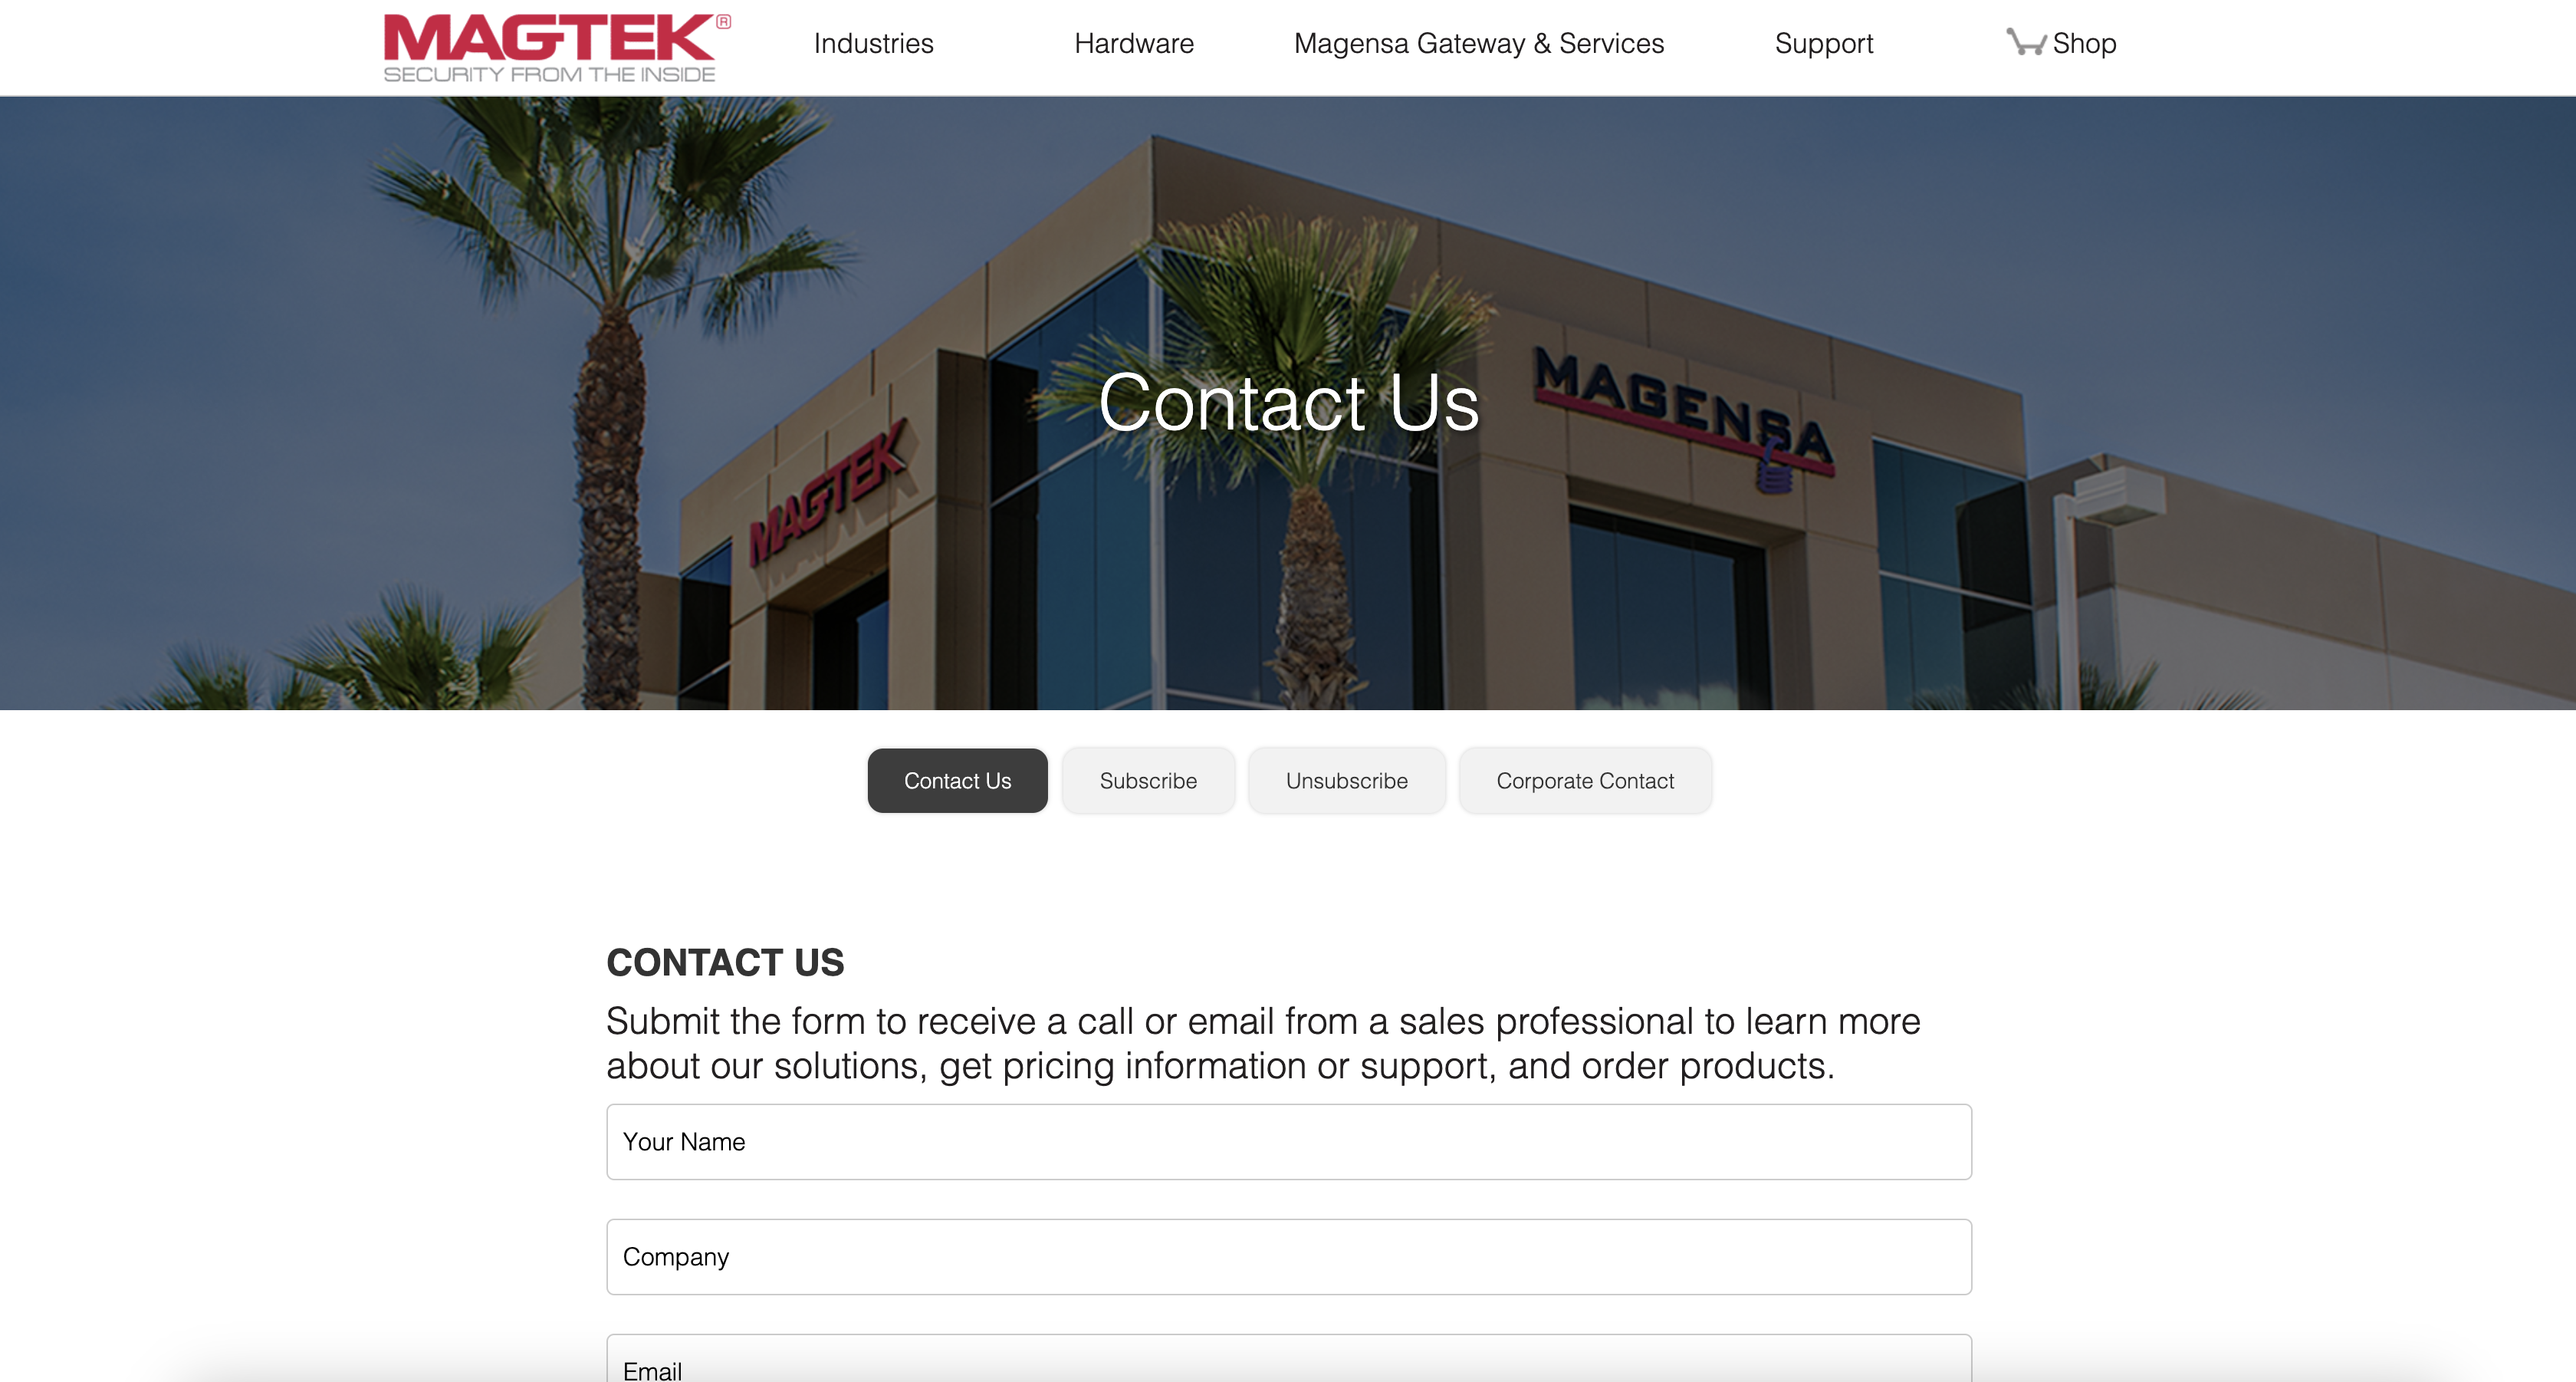 MAGTEK®
SECURITY FROM THE INSIDE
Industries
Hardware
Magensa Gateway & Services
Support
Shop
Contact Us
MAGTEK
MAGENSA
Contact Us
Subscribe
Unsubscribe
Corporate Contact
CONTACT US
Submit the form to receive a call or email from a sales professional to learn more
about our solutions, get pricing information or support, and order products.
Your Name
Company
Email